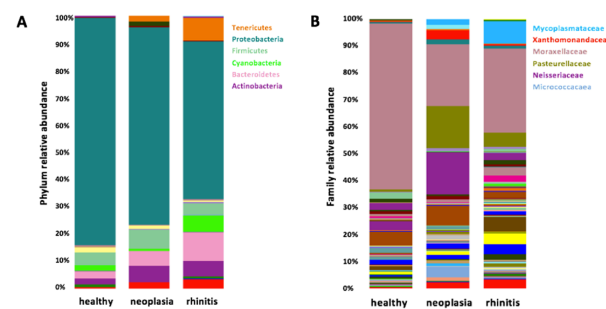 A
Phylum relative abundance
100%
90%
80%
70%
60%
50%
40%
30%
20%
10%
0%
healthy neoplasia rhinitis
Tenericutes
Proteobacteria
Firmicutes
Cyanobacteria
Bacteroidetes
Actinobacteria
B
Family relative abundance
100%
90%
80%
70%
60%
50%
40%
30%
20%
10%
0%
healthy neoplasia rhinitis
Mycoplasmataceae
Xanthomonandacea
Moraxellaceae
Pasteurellaceae
Neisseriaceae
Micrococcacaea